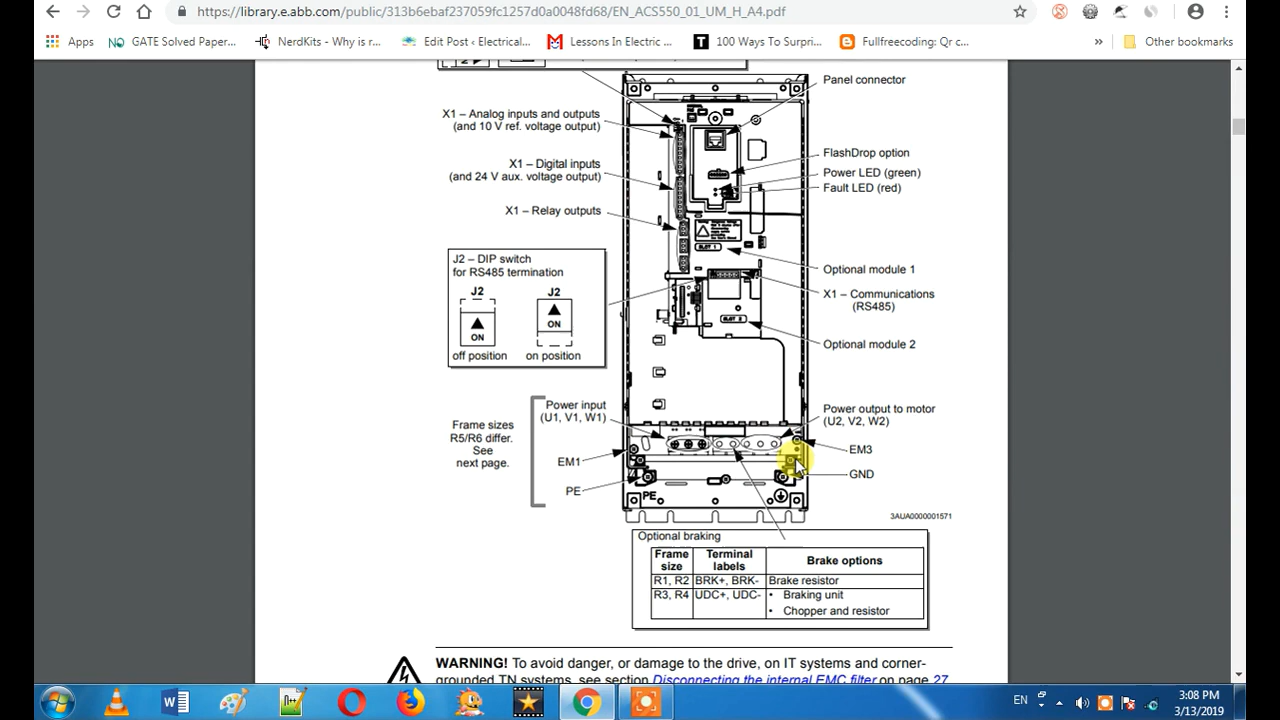 https://library.e.abb.com/public/313b6ebaf237059fc1257d0a0048fd68/EN_ACS550_01_UM_H_A4.pdf
Apps
GATE Solved Paper...
NerdKits - Why is r...
Edit Post ‹ Electrical...
Lessons In Electric ...
100 Ways To Surpri...
Fullfreecoding: Qr c...
»
Other bookmarks
Panel connector
X1 – Analog inputs and outputs
(and 10 V ref. voltage output)
FlashDrop option
X1 – Digital inputs
(and 24 V aux. voltage output)
Power LED (green)
Fault LED (red)
X1 – Relay outputs
SLOT 1
J2 – DIP switch
for RS485 termination
J2
J2
ON
ON
off position
on position
Optional module 1
X1 – Communications
(RS485)
SLOT 2
Optional module 2
Frame sizes
R5/R6 differ.
See
next page.
Power input
(U1, V1, W1)
Power output to motor
(U2, V2, W2)
EM1
EM3
PE
GND
PE
3AUA0000001571
Optional braking
Frame size Terminal labels Brake options
R1, R2 BRK+, BRK- Brake resistor
R3, R4 UDC+, UDC- • Braking unit
• Chopper and resistor
WARNING! To avoid danger, or damage to the drive, on IT systems and corner-
grounded TN systems, see section Disconnecting the internal EMC filter on page 27
EN
3:08 PM
3/13/2019